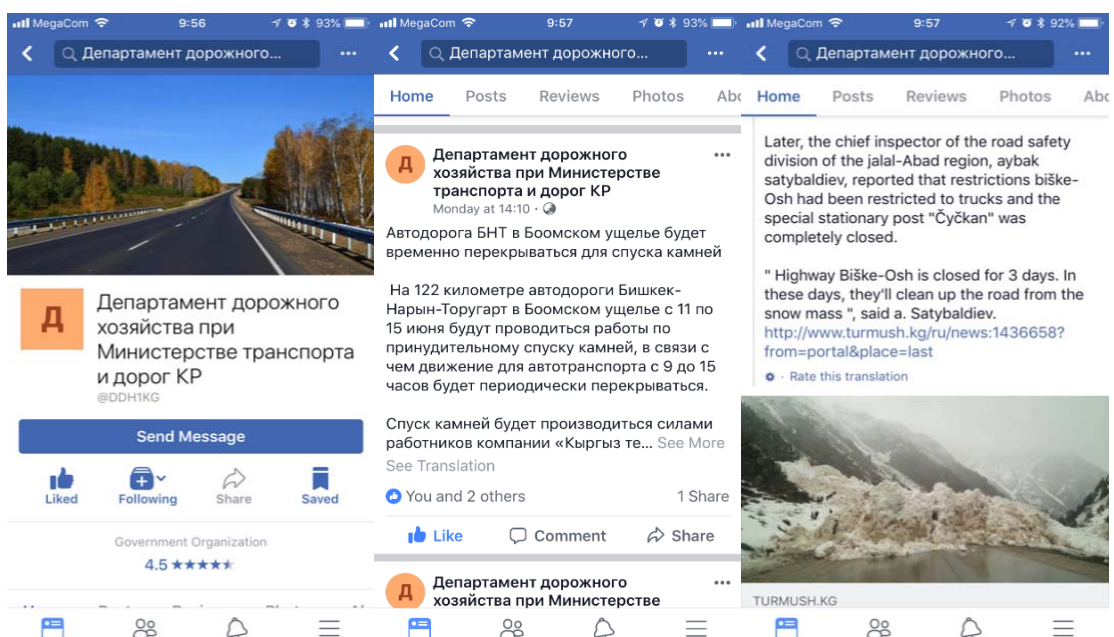 MegaCom 9:56 93%
Департамент дорожного...
Департамент дорожного
хозяйства при
Министерстве транспорта
и дорог КР
@DDH1KG
Send Message
Liked Following Share Saved
Government Organization
4.5 ★★★★★
MegaCom 9:57 93%
Департамент дорожного...
Home Posts Reviews Photos Abo
Д
Департамент дорожного
хозяйства при Министерстве
транспорта и дорог КР
Monday at 14:10
Автодорога БНТ в Боомском ущелье будет
временно перекрываться для спуска камней
На 122 километре автодороги Бишкек-
Нарын-Торугарт в Боомском ущелье с 11 по
15 июня будут проводиться работы по
принудительному спуску камней, в связи с
чем движение для автотранспорта с 9 до 15
часов будет периодически перекрываться.
Спуск камней будет производиться силами
работников компании «Кыргыз те... See More
See Translation
You and 2 others 1 Share
Like Comment Share
Д
Департамент дорожного
хозяйства при Министерстве
MegaCom 9:57 92%
Департамент дорожного...
Home Posts Reviews Photos Abo
Later, the chief inspector of the road safety
division of the jalal-Abad region, aybak
satybaldiev, reported that restrictions biške-
Osh had been restricted to trucks and the
special stationary post "Čyčkan" was
completely closed.
" Highway Biške-Osh is closed for 3 days. In
these days, they'll clean up the road from the
snow mass ", said a. Satybaldiev.
http://www.turmush.kg/ru/news:1436658?
from=portal&place=last
· Rate this translation
TURMUSH.KG